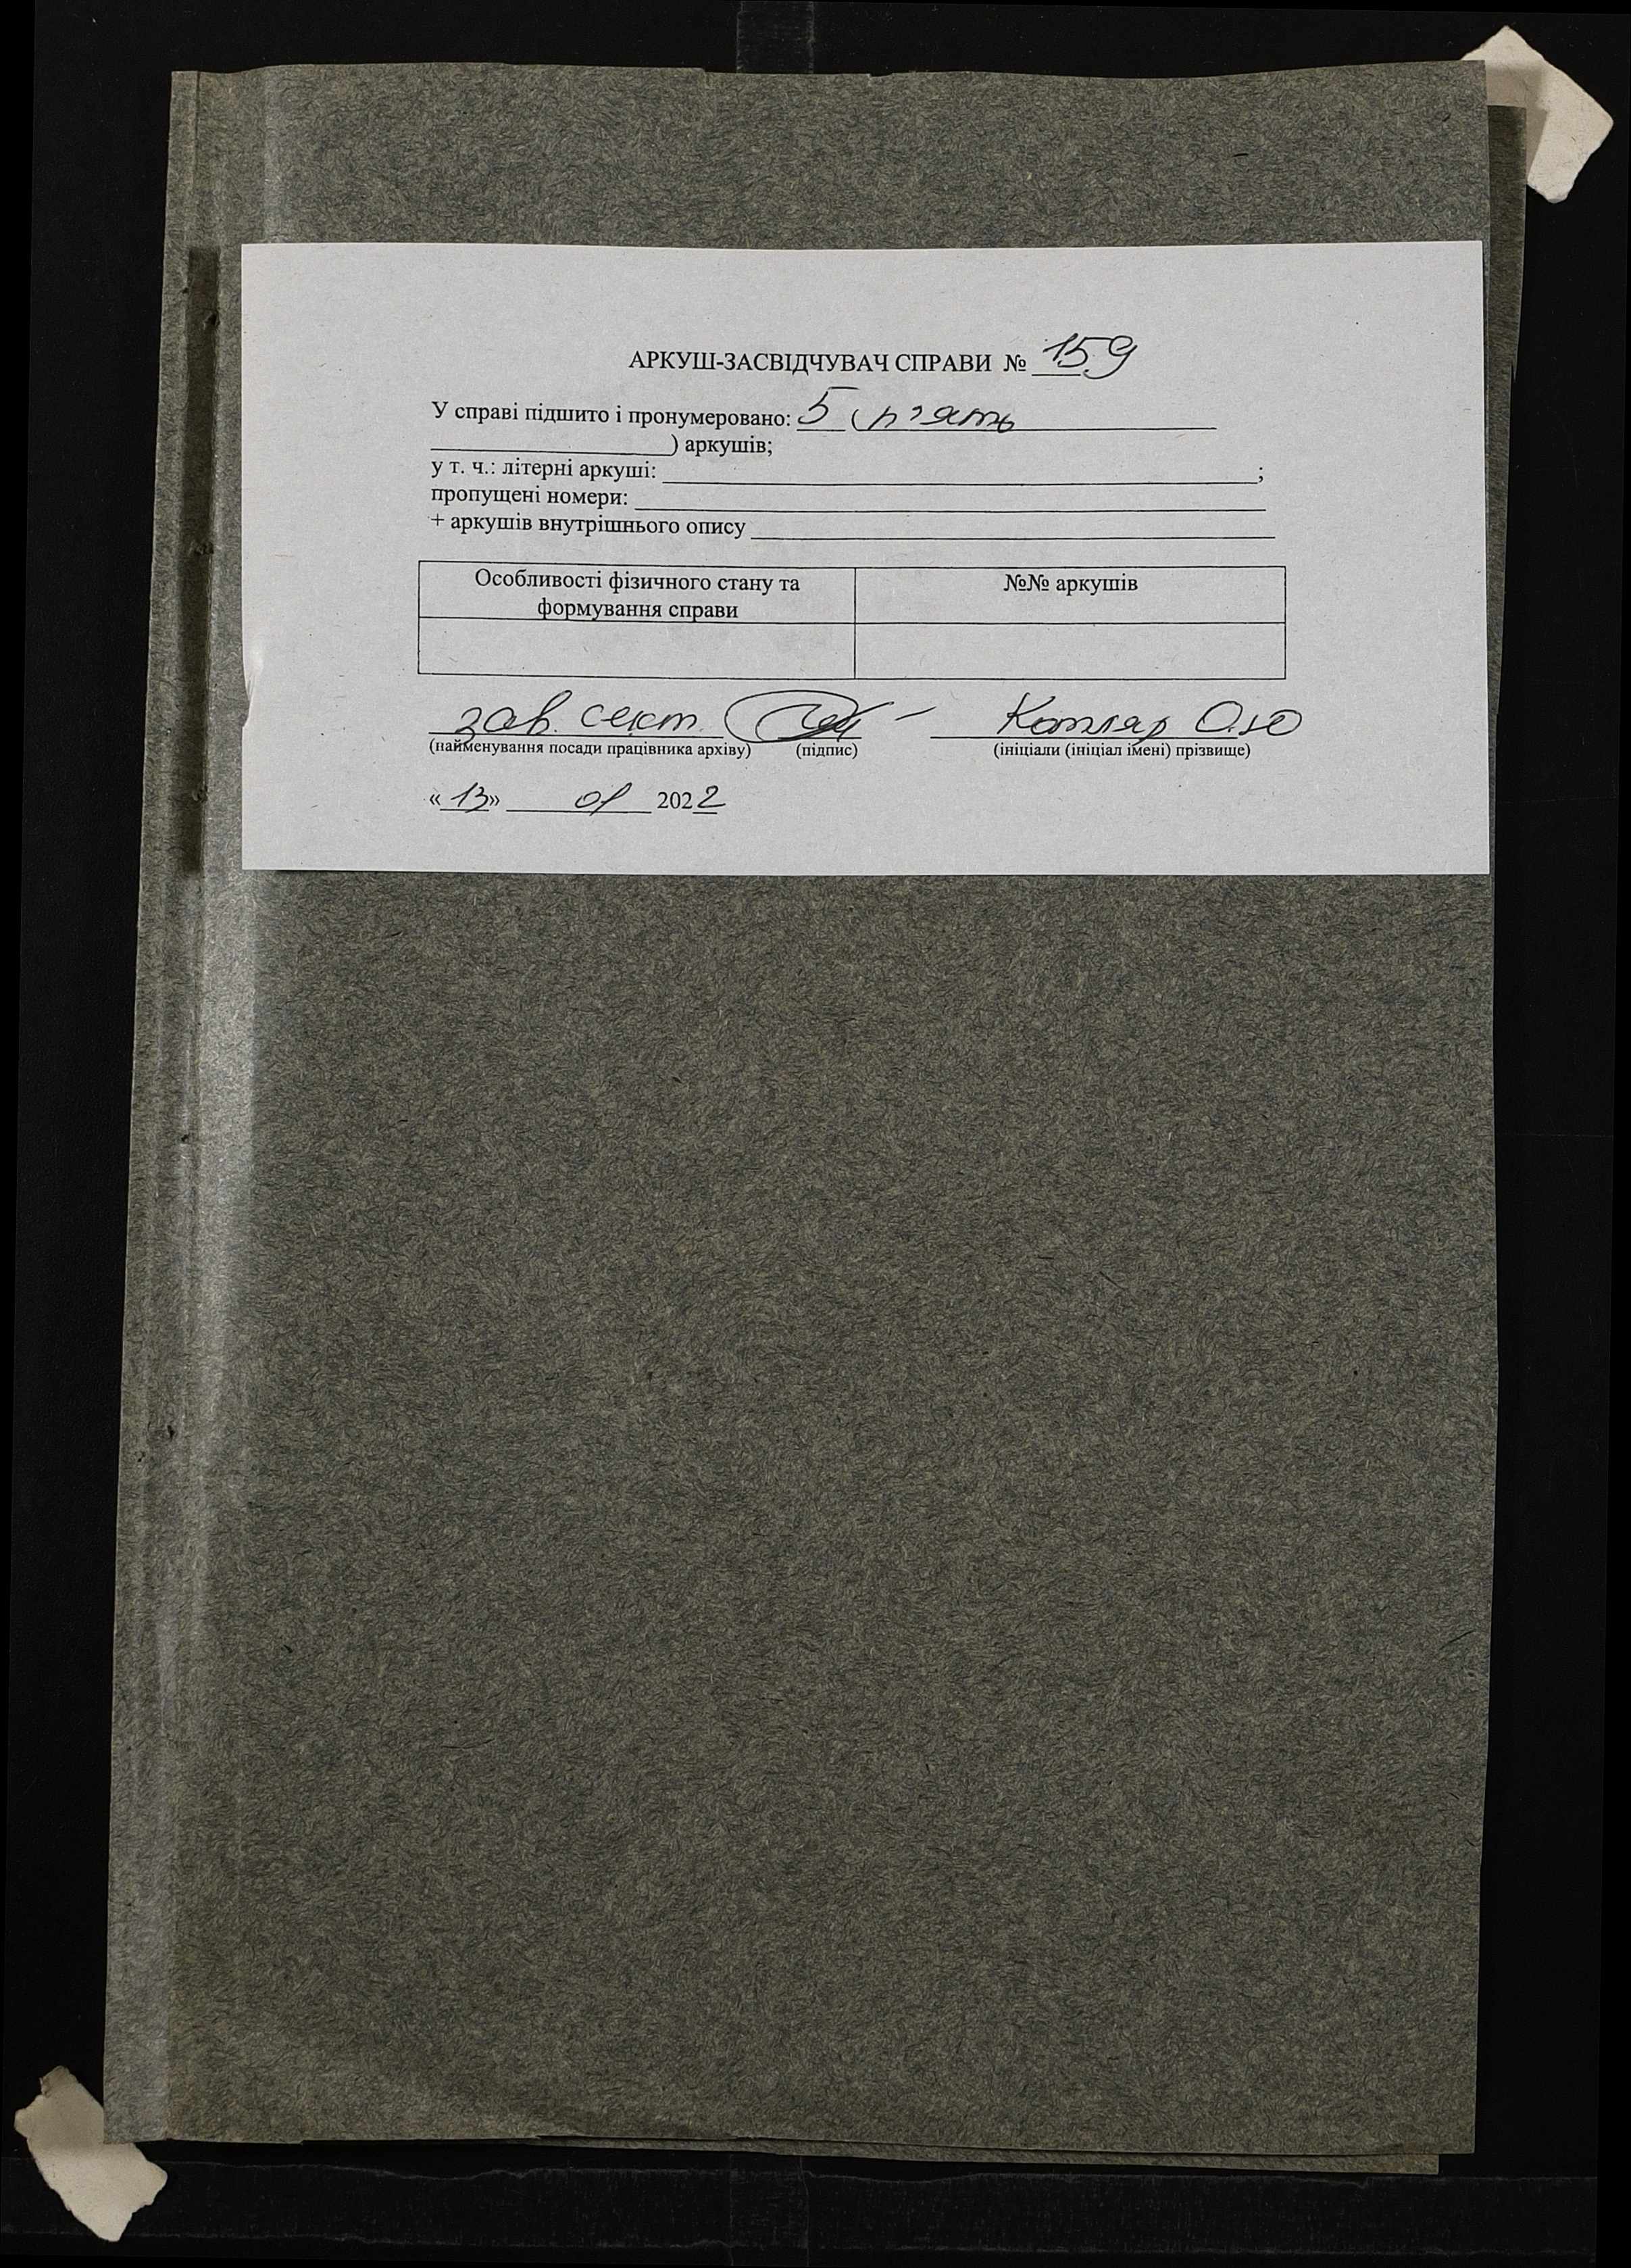 АРКУШ-ЗАСВІДЧУВАЧ СПРАВИ № 159
У справі підшито і пронумеровано: 5 (п'ять
) аркушів;
у т. ч.: літерні аркуші: ;
пропущені номери:
+ аркушів внутрішнього опису
Особливості фізичного стану та формування справи
№№ аркушів
зав. сект. Котляр О.Ю
(найменування посади працівника архіву) (підпис) (ініціали (ініціал імені) прізвище)
«13» 01 2022